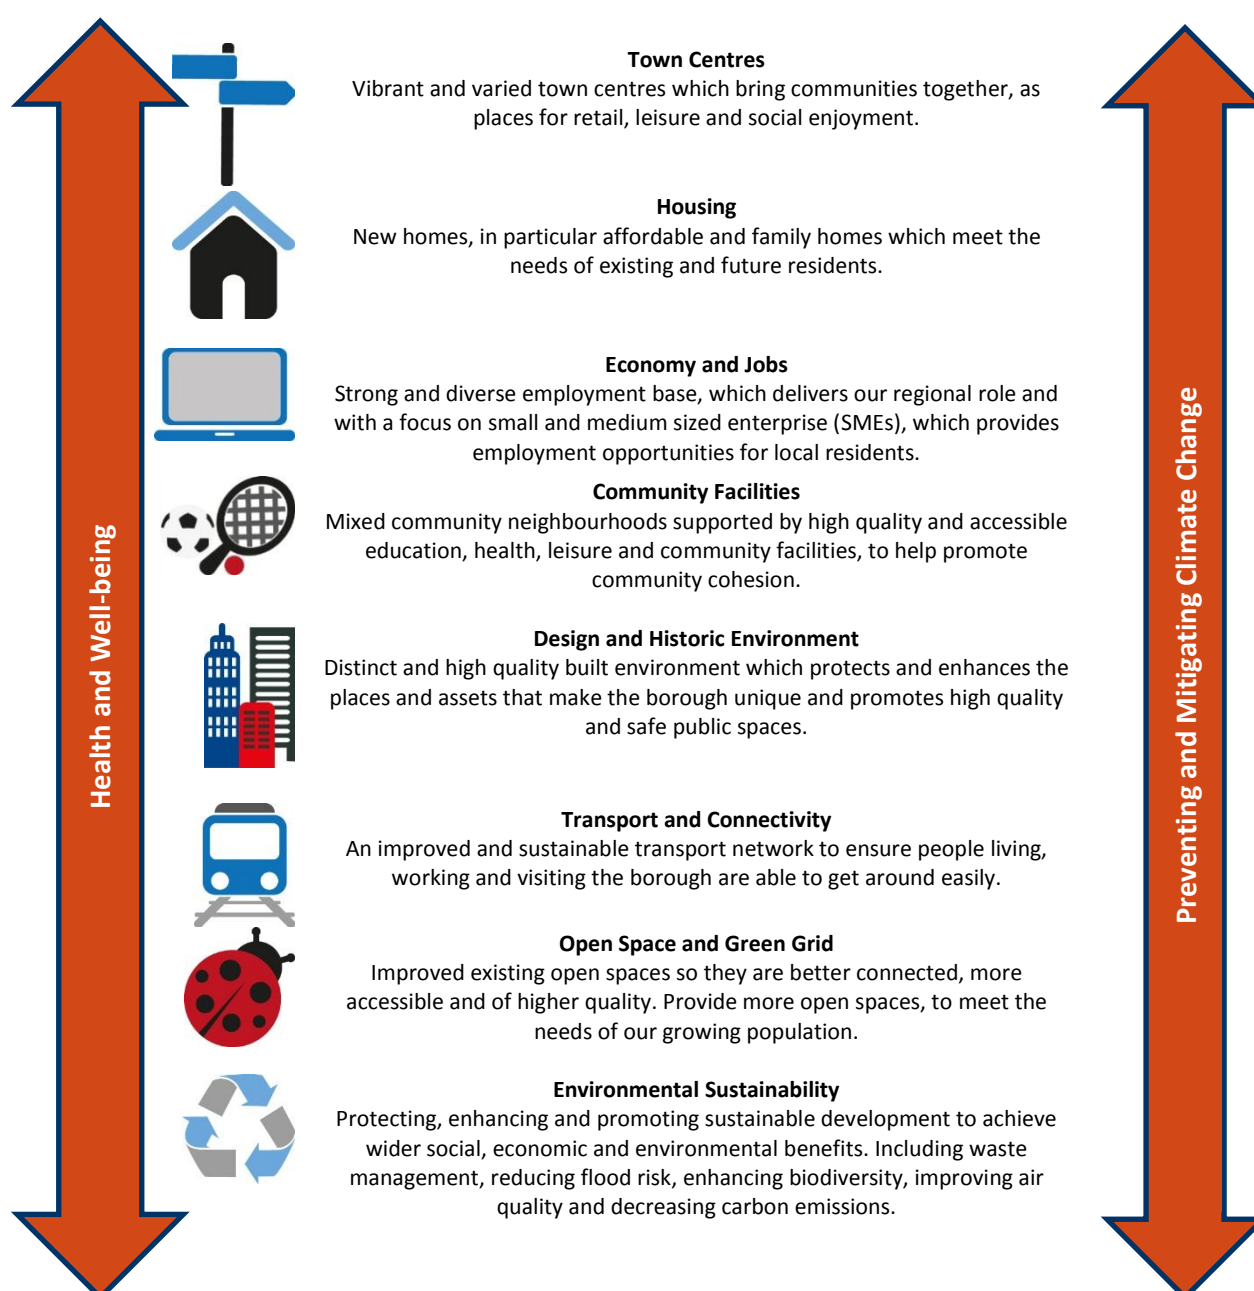 Town Centres
Vibrant and varied town centres which bring communities together, as
places for retail, leisure and social enjoyment.
Housing
New homes, in particular affordable and family homes which meet the
needs of existing and future residents.
Economy and Jobs
Strong and diverse employment base, which delivers our regional role and
with a focus on small and medium sized enterprise (SMEs), which provides
employment opportunities for local residents.
Community Facilities
Mixed community neighbourhoods supported by high quality and accessible
education, health, leisure and community facilities, to help promote
community cohesion.
Design and Historic Environment
Distinct and high quality built environment which protects and enhances the
places and assets that make the borough unique and promotes high quality
and safe public spaces.
Transport and Connectivity
An improved and sustainable transport network to ensure people living,
working and visiting the borough are able to get around easily.
Open Space and Green Grid
Improved existing open spaces so they are better connected, more
accessible and of higher quality. Provide more open spaces, to meet the
needs of our growing population.
Environmental Sustainability
Protecting, enhancing and promoting sustainable development to achieve
wider social, economic and environmental benefits. Including waste
management, reducing flood risk, enhancing biodiversity, improving air
quality and decreasing carbon emissions.
Health and Well-being
Preventing and Mitigating Climate Change